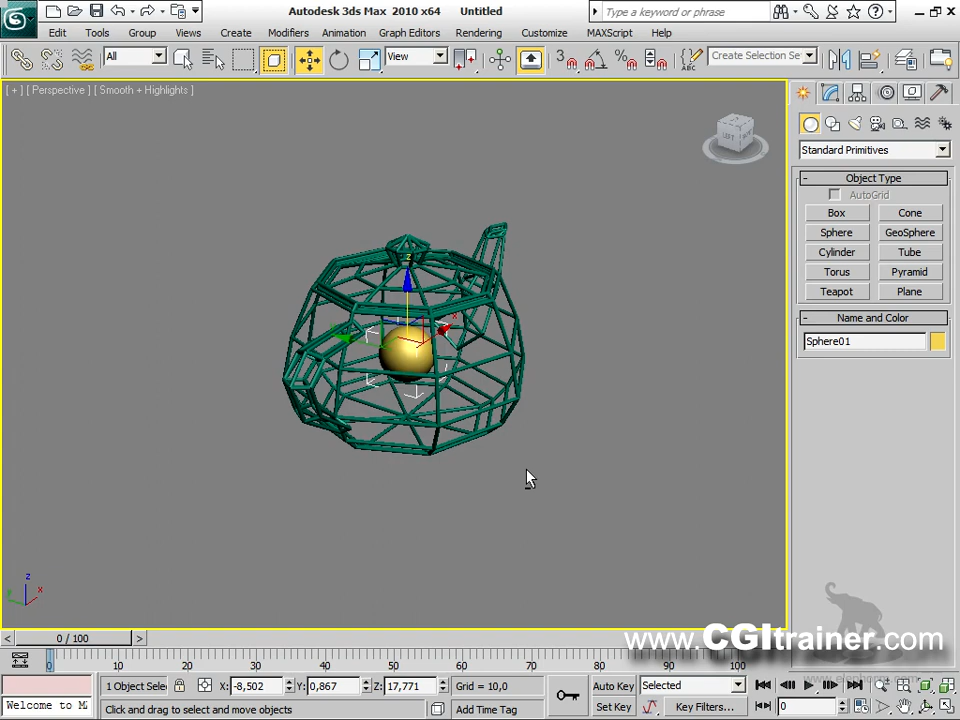 Autodesk 3ds Max 2010 x64 Untitled
Type a keyword or phrase
Edit Tools Group Views Create Modifiers Animation Graph Editors Rendering Customize MAXScript Help
All
View
3
Create Selection Se
[ + ] [ Perspective ] [ Smooth + Highlights ]
Standard Primitives
- Object Type
AutoGrid
Box Cone
Sphere GeoSphere
Cylinder Tube
Torus Pyramid
Teapot Plane
- Name and Color
Sphere01
z
x
z
x
y
www.CGItrainer.com
< 0 / 100 >
0 10 20 30 40 50 60 70 80 90 100
1 Object Selec
X: -8,502 Y: 0,867 Z: 17,771
Grid = 10,0
Auto Key Selected
Welcome to M
Click and drag to select and move objects
Add Time Tag
Set Key Key Filters...
0